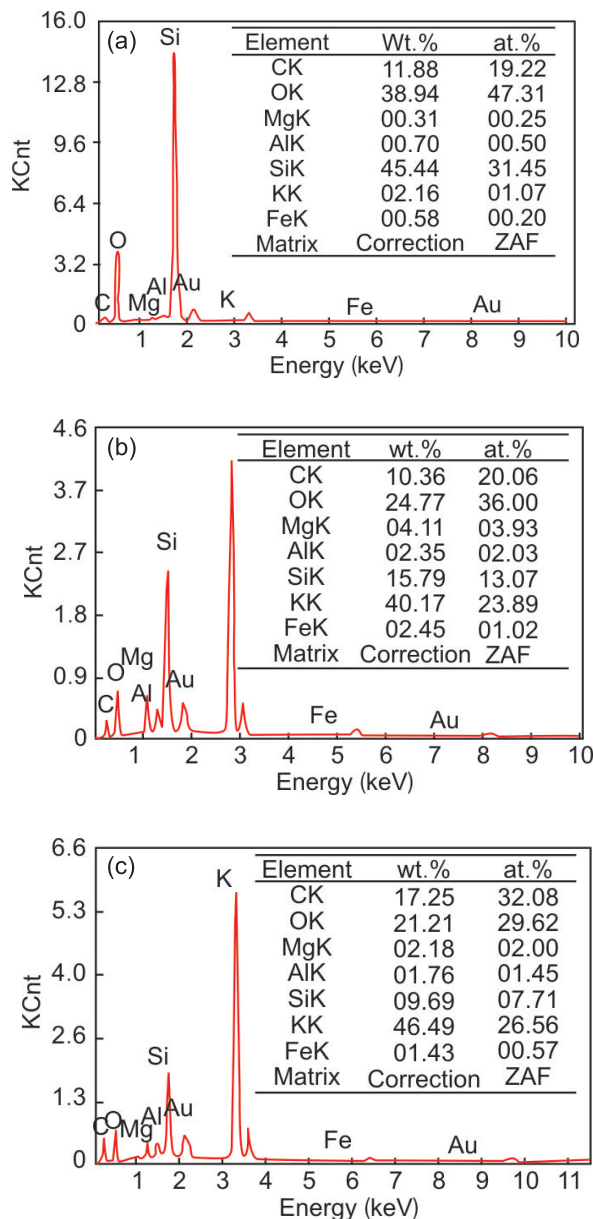 16.0
(a)
Si
Element Wt.% at.%
CK 11.88 19.22
12.8
OK 38.94 47.31
MgK 00.31 00.25
9.6
AlK 00.70 00.50
KCnt
SiK 45.44 31.45
6.4
KK 02.16 01.07
FeK 00.58 00.20
O
Matrix Correction ZAF
3.2
C Mg Al Au K Fe Au
0
1 2 3 4 5 6 7 8 9 10
Energy (keV)
4.6
(b)
Element wt.% at.%
CK 10.36 20.06
3.7
OK 24.77 36.00
MgK 04.11 03.93
Si
2.7
AlK 02.35 02.03
KCnt
SiK 15.79 13.07
1.8
KK 40.17 23.89
FeK 02.45 01.02
Matrix Correction ZAF
0.9
C O Mg Al Au Fe Au
0
1 2 3 4 5 6 7 8 9 10
Energy (keV)
6.6
(c)
K
Element wt.% at.%
CK 17.25 32.08
5.3
OK 21.21 29.62
MgK 02.18 02.00
4.0
AlK 01.76 01.45
SiK 09.69 07.71
KCnt
KK 46.49 26.56
2.6
FeK 01.43 00.57
Si
Matrix Correction ZAF
1.3
C O Mg Al Au Fe Au
0
1 2 3 4 5 6 7 8 9 10 11
Energy (keV)